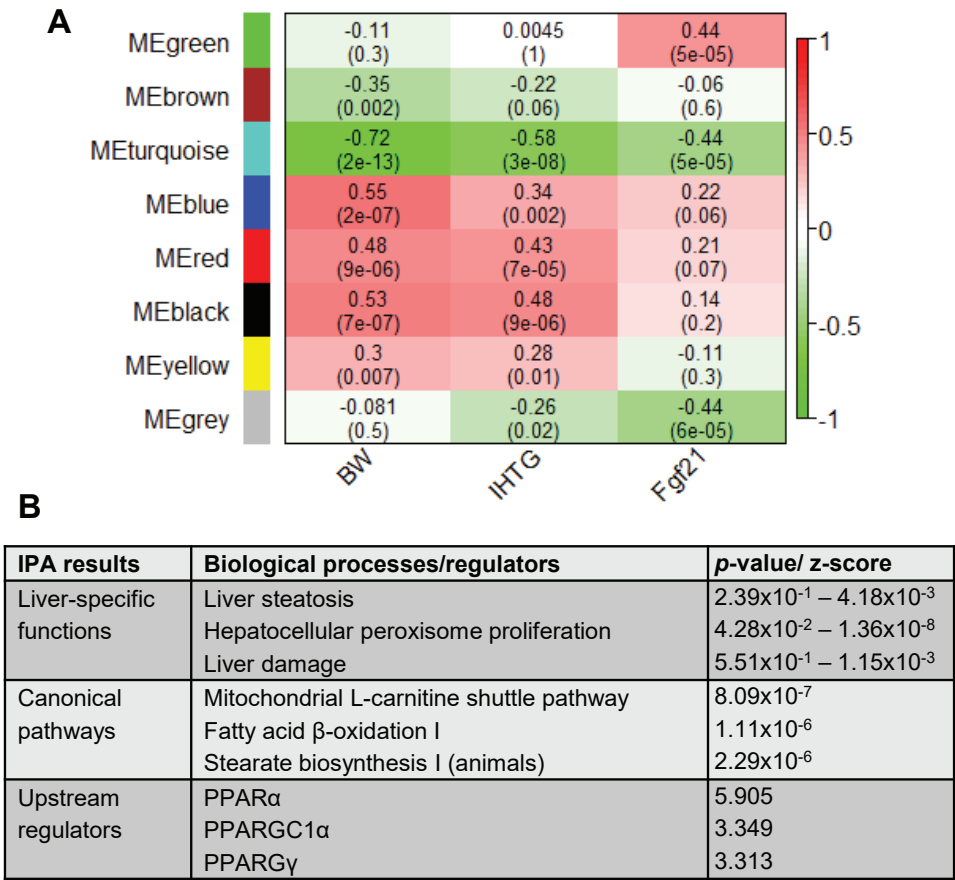 A
MEgreen -0.11 0.0045 0.44
(0.3) (1) (5e-05)
MEbrown -0.35 -0.22 -0.06
(0.002) (0.06) (0.6)
MEturquoise -0.72 -0.58 -0.44
(2e-13) (3e-08) (5e-05)
MEblue 0.55 0.34 0.22
(2e-07) (0.002) (0.06)
MEred 0.48 0.43 0.21
(9e-06) (7e-05) (0.07)
MEblack 0.53 0.48 0.14
(7e-07) (9e-06) (0.2)
MEyellow 0.3 0.28 -0.11
(0.007) (0.01) (0.3)
MEgrey -0.081 -0.26 -0.44
(0.5) (0.02) (6e-05)
1
0.5
0
-0.5
-1
BW IHTG Fgf21
B
IPA results Biological processes/regulators p-value/ z-score
Liver-specific Liver steatosis 2.39x10⁻¹ – 4.18x10⁻³
functions Hepatocellular peroxisome proliferation 4.28x10⁻² – 1.36x10⁻⁸
Liver damage 5.51x10⁻¹ – 1.15x10⁻³
Canonical Mitochondrial L-carnitine shuttle pathway 8.09x10⁻⁷
pathways Fatty acid β-oxidation I 1.11x10⁻⁶
Stearate biosynthesis I (animals) 2.29x10⁻⁶
Upstream PPARα 5.905
regulators PPARGC1α 3.349
PPARGγ 3.313